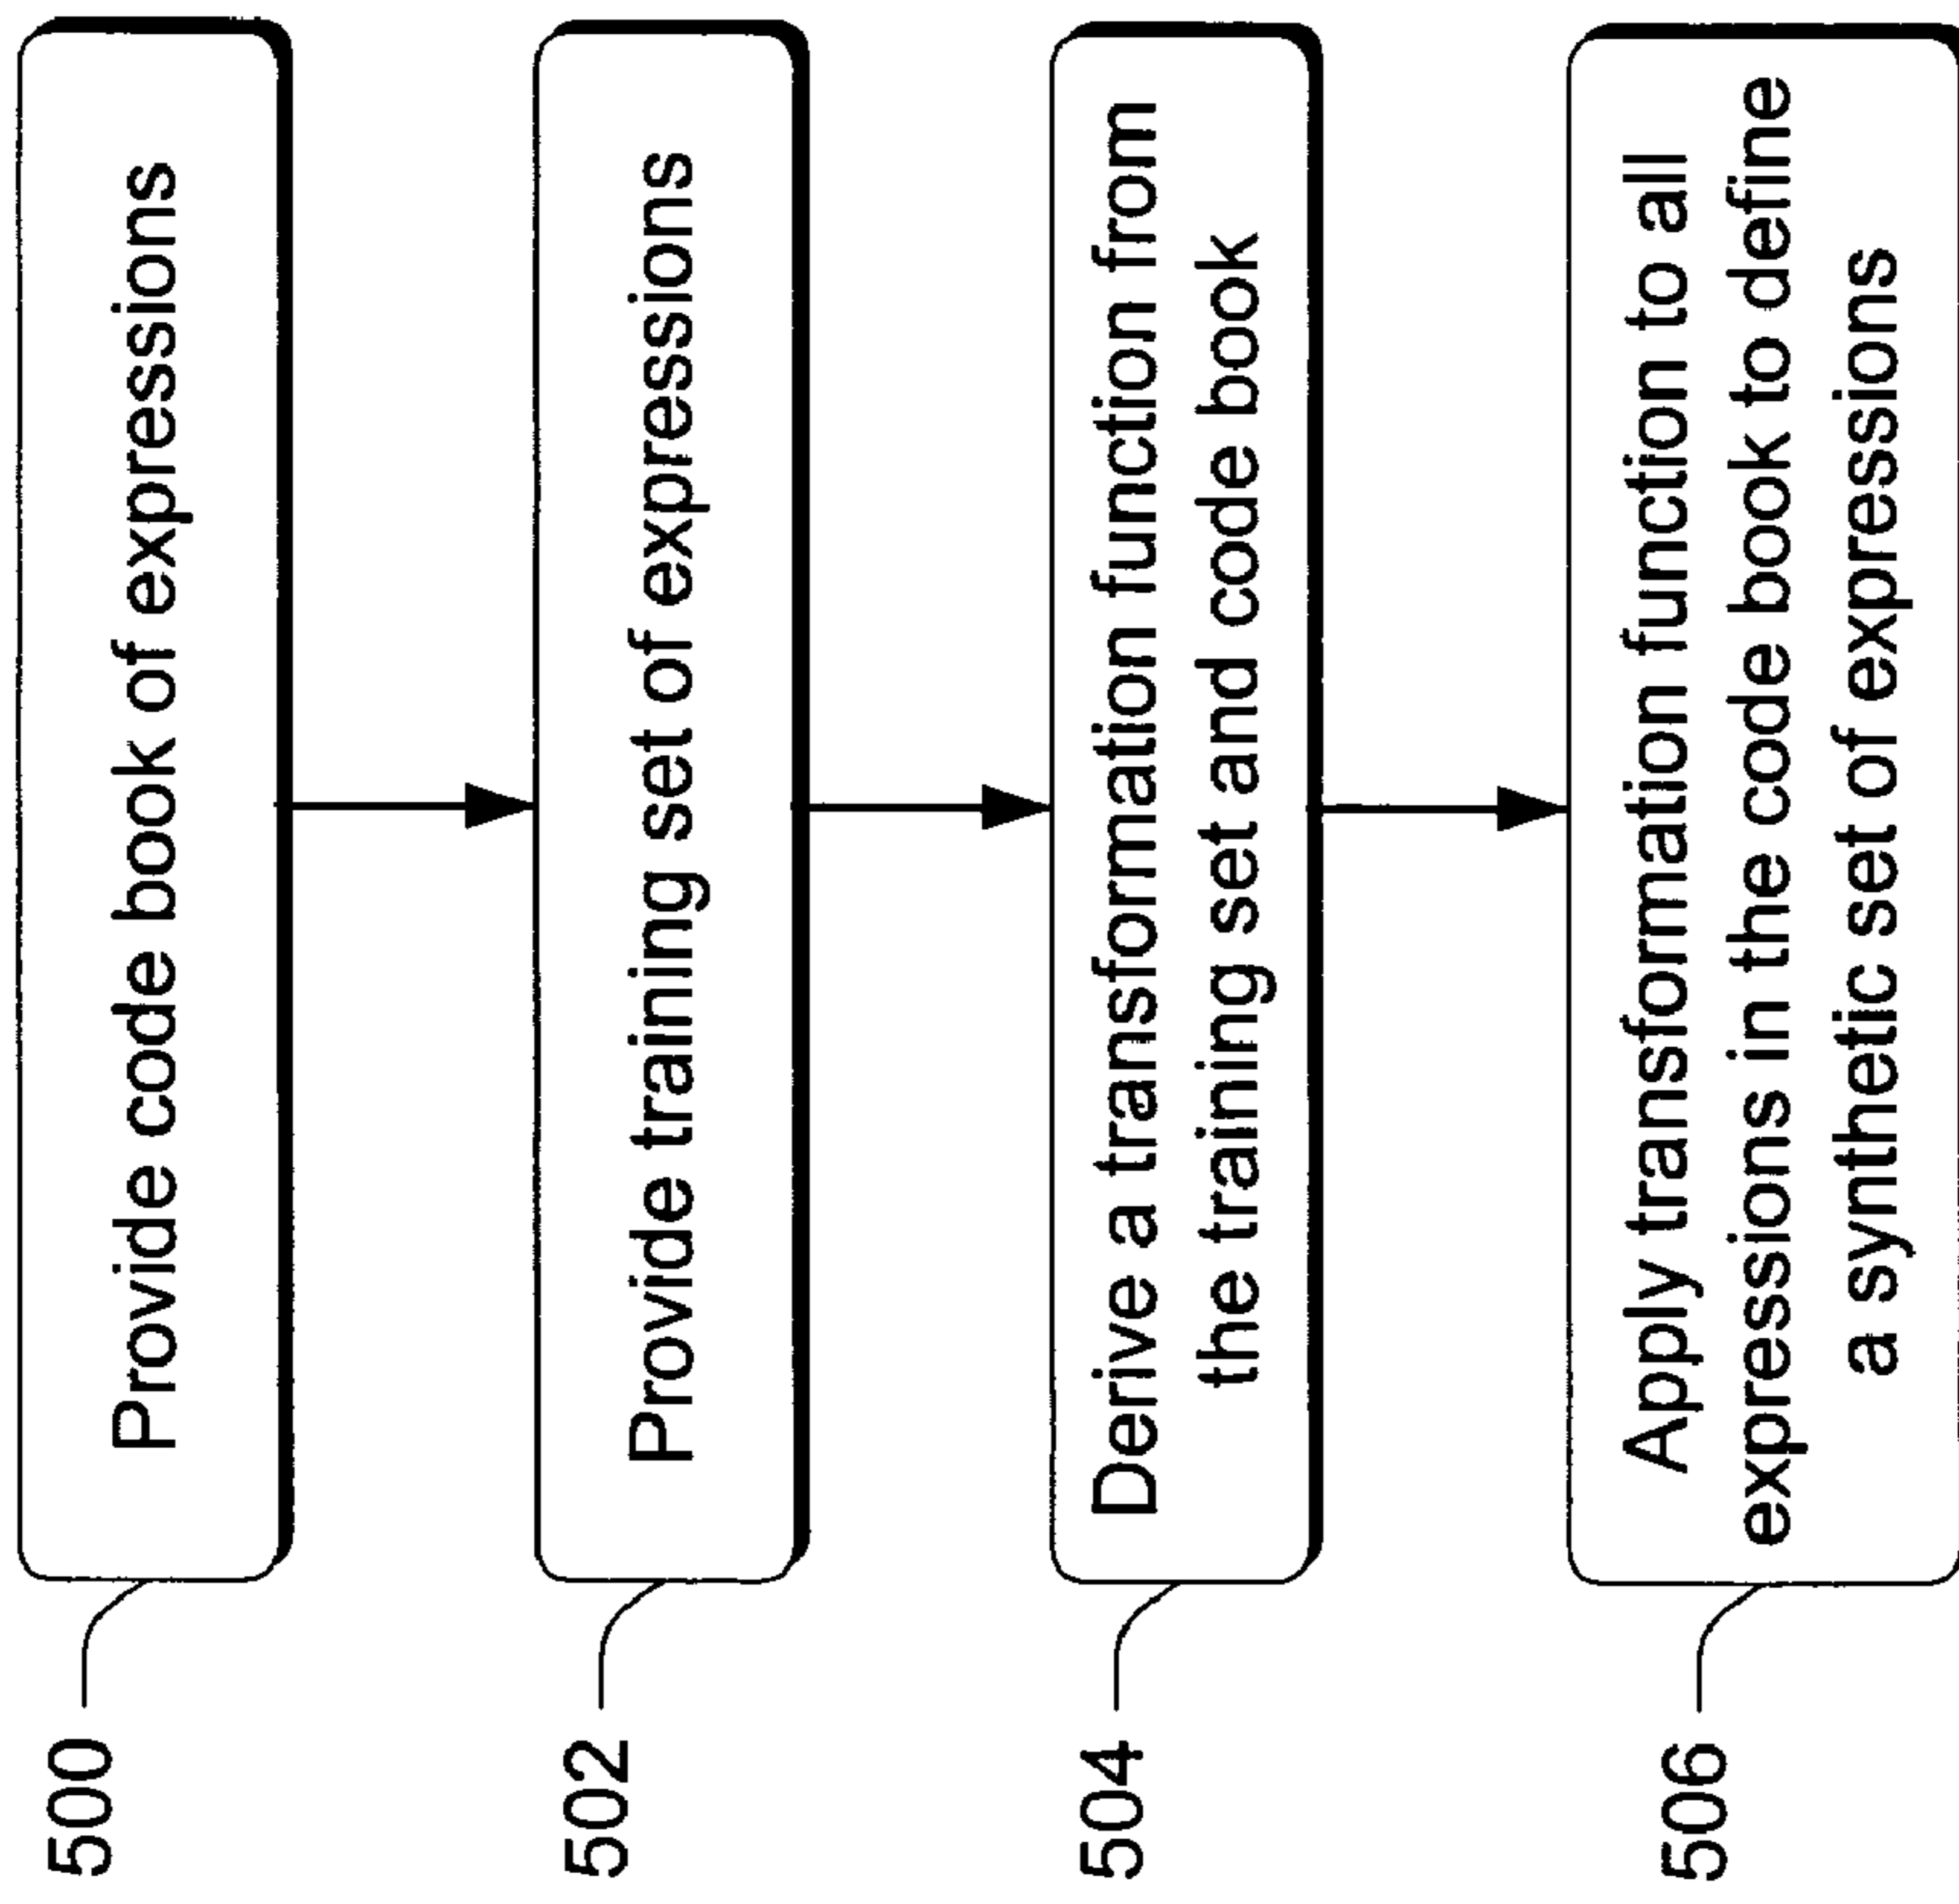 500
Provide code book of expressions
502
Provide training set of expressions
504
Derive a transformation function from
the training set and code book
506
Apply transformation function to all
expressions in the code book to define
a synthetic set of expressions